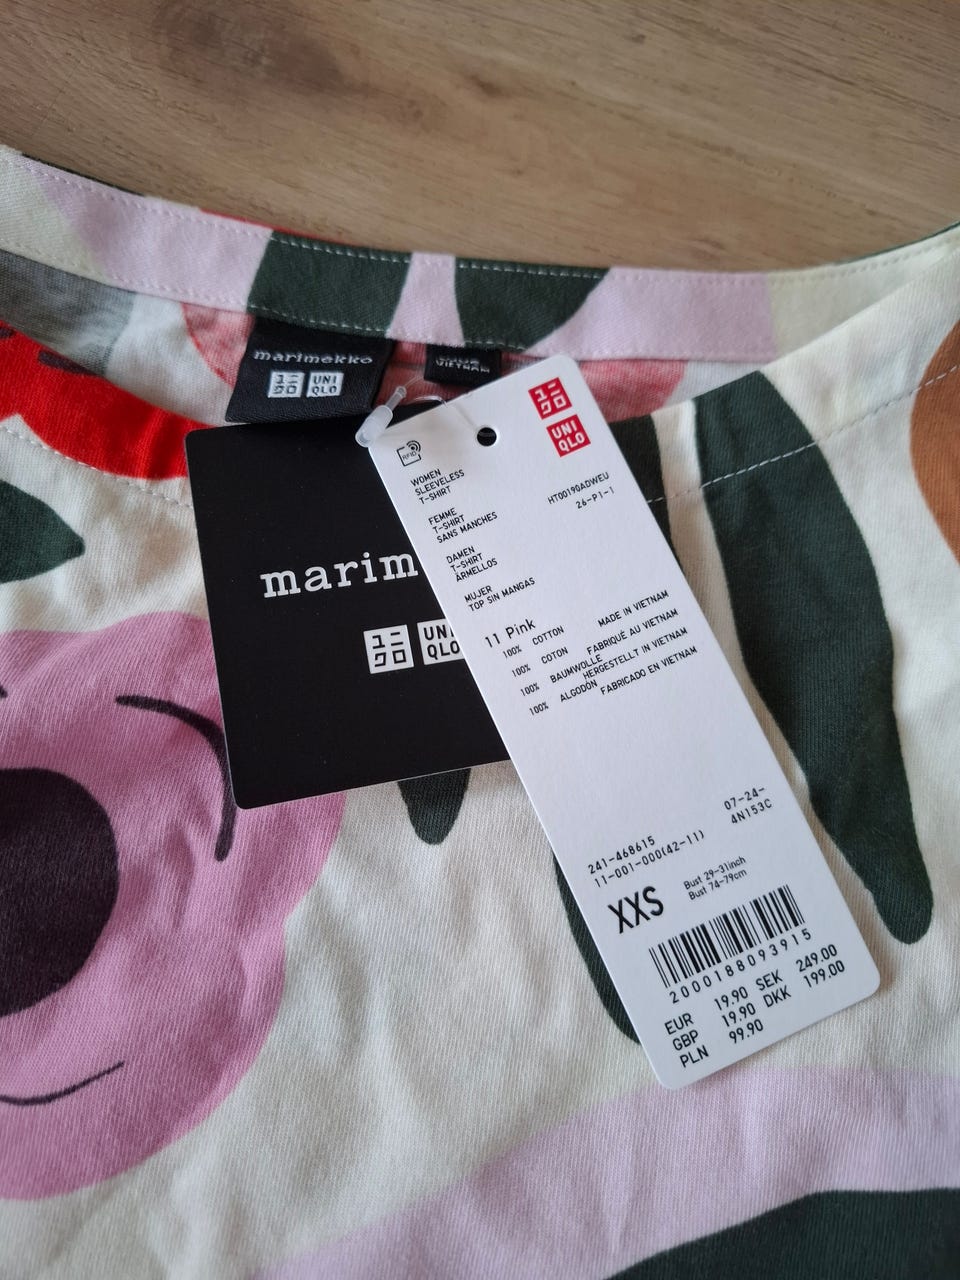 marimekko
ユニ
クロ
UNI
QLO
VIETNAM
marim
ユニ
クロ
UNI
QLO
ユニ
クロ
UNI
QLO
RFID
WOMEN
SLEEVELESS
T-SHIRT
HT00190ADWEU
26-P1-1
FEMME
T-SHIRT
SANS MANCHES
DAMEN
T-SHIRT
ÄRMELLOS
MUJER
TOP SIN MANGAS
11 Pink
100% COTTON MADE IN VIETNAM
100% COTON FABRIQUÉ AU VIETNAM
100% BAUMWOLLE HERGESTELLT IN VIETNAM
100% ALGODÓN FABRICADO EN VIETNAM
07-24-
4N153C
241-468615
11-001-000(42-11)
XXS
Bust 29-31inch
Bust 74-79cm
2000188093915
EUR 19.90 SEK 249.00
GBP 19.90 DKK 199.00
PLN 99.90